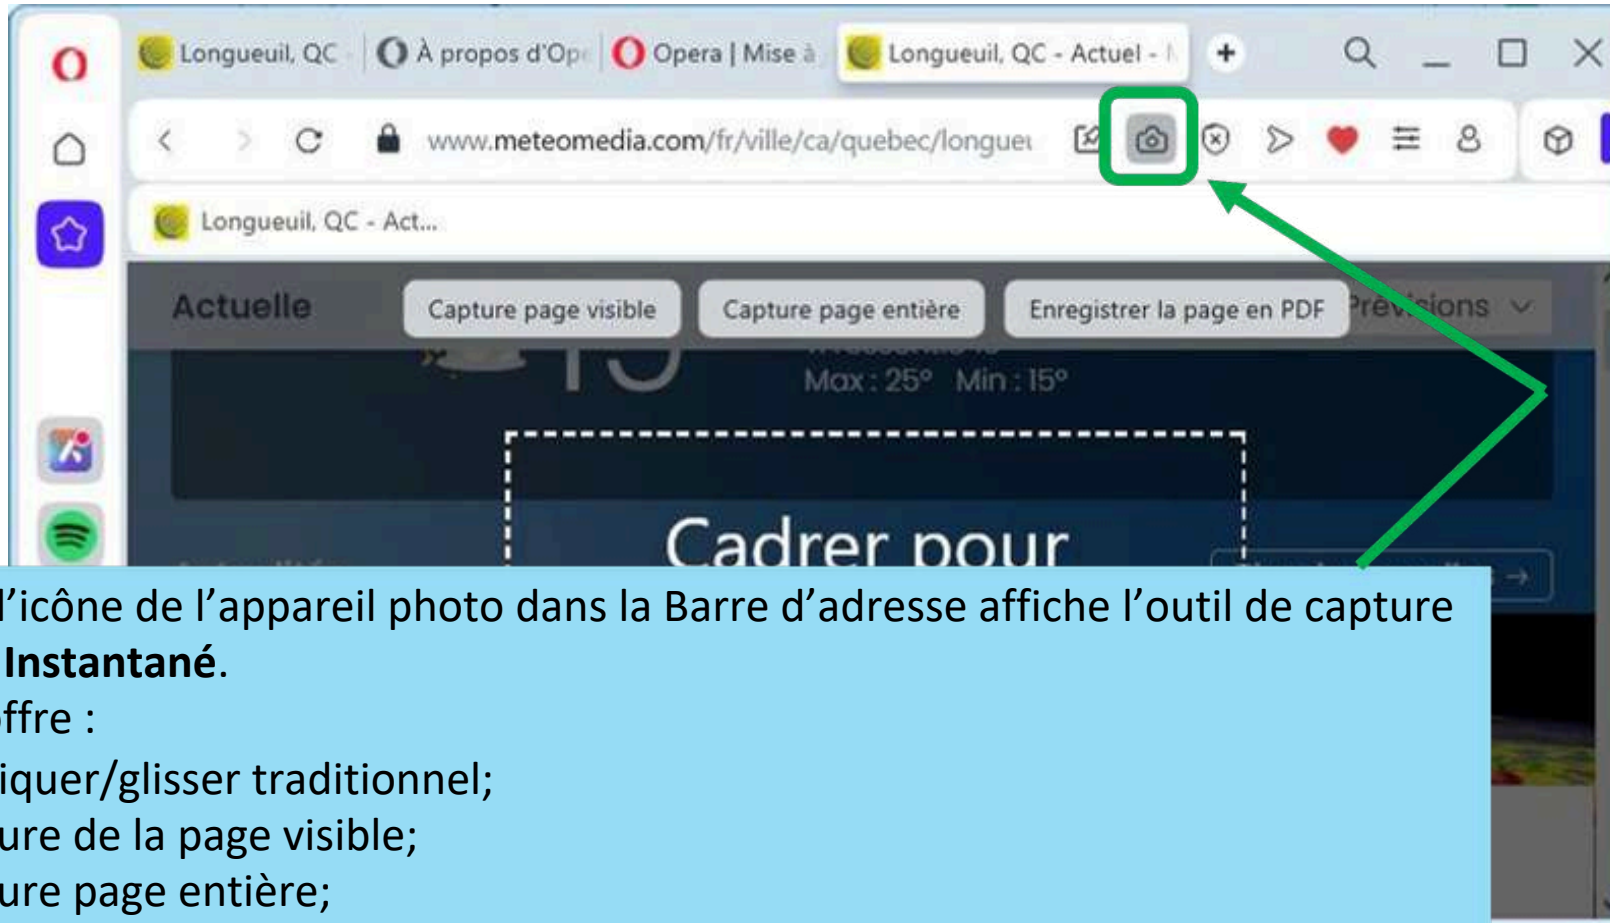 Longueuil, QC - À propos d'Ope Opera | Mise à Longueuil, QC - Actuel -
www.meteomedia.com/fr/ville/ca/quebec/longueu
Longueuil, QC - Act...
Actuelle Capture page visible Capture page entière Enregistrer la page en PDF Prévisions
Max : 25° Min : 15°
Cadrer pour
l’icône de l’appareil photo dans la Barre d’adresse affiche l’outil de capture
Instantané.
offre :
iquer/glisser traditionnel;
ure de la page visible;
ure page entière;